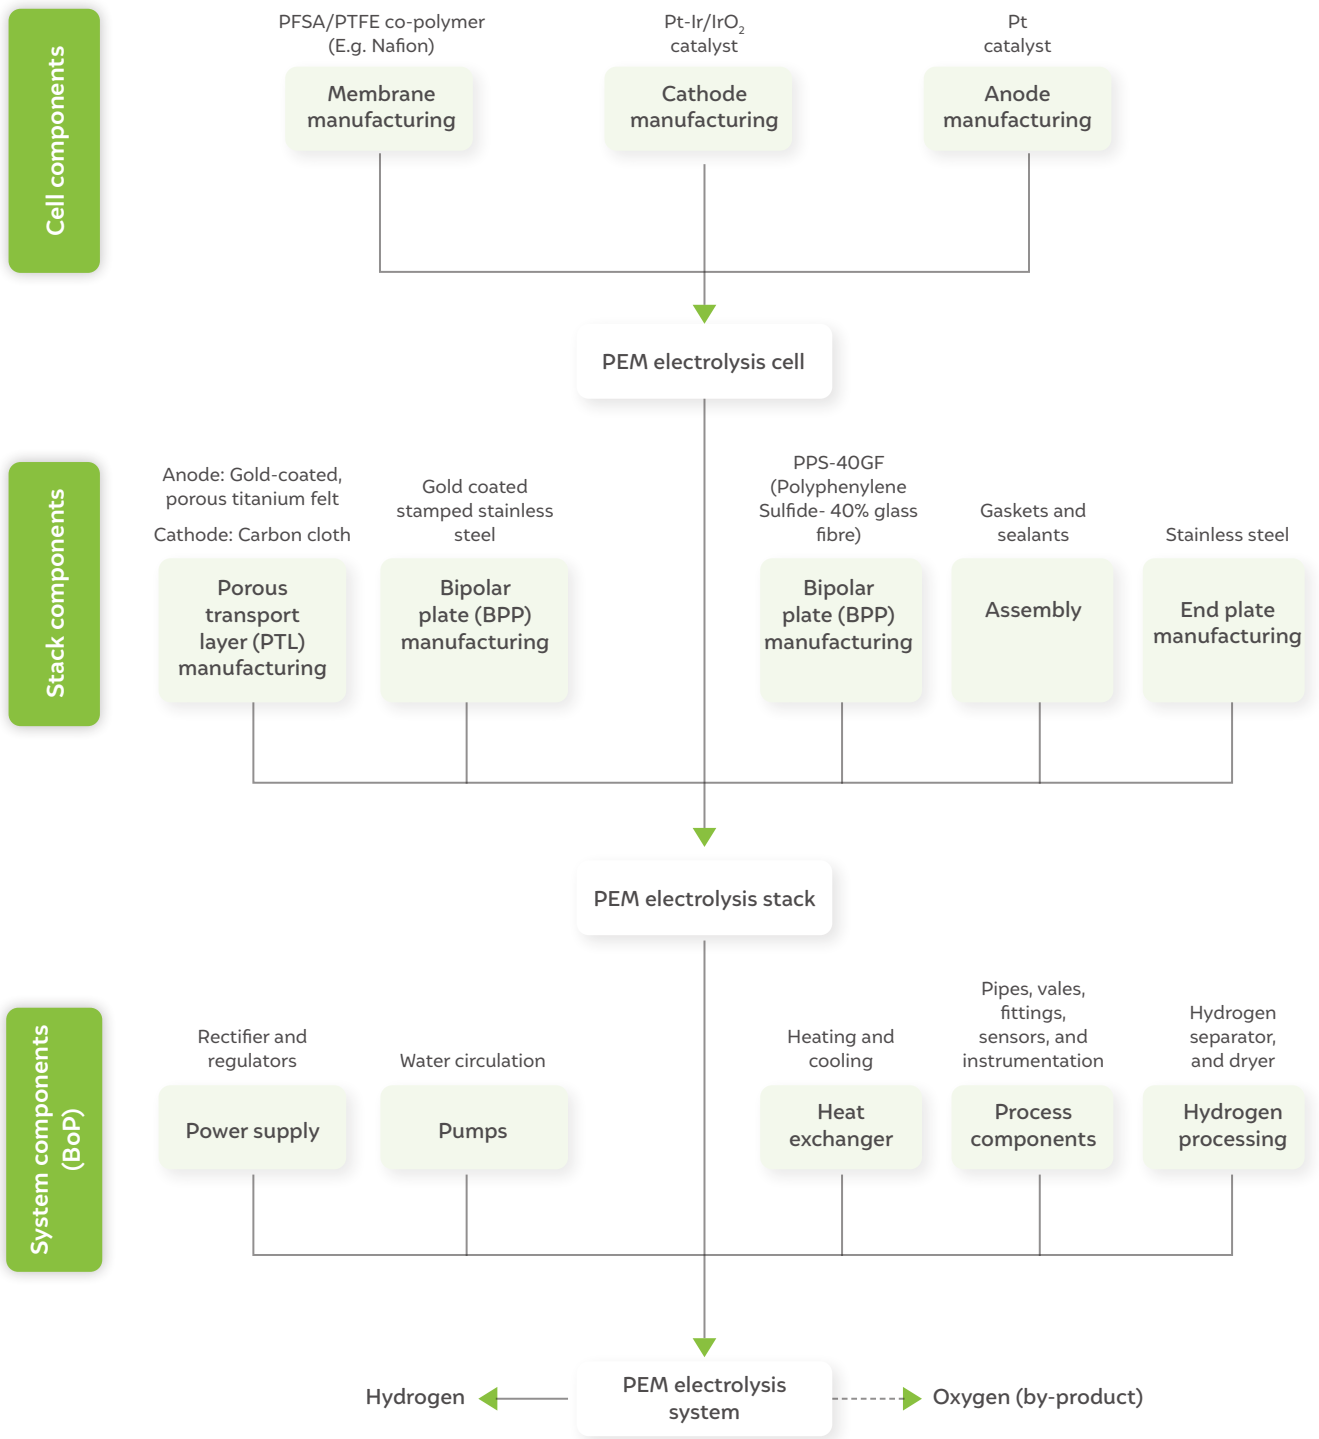 Cell components
PFSA/PTFE co-polymer
(E.g. Nafion)
Membrane
manufacturing
Pt-Ir/IrO₂
catalyst
Cathode
manufacturing
Pt
catalyst
Anode
manufacturing
PEM electrolysis cell
Stack components
Anode: Gold-coated,
porous titanium felt
Cathode: Carbon cloth
Porous
transport
layer (PTL)
manufacturing
Gold coated
stamped stainless
steel
Bipolar
plate (BPP)
manufacturing
PPS-40GF
(Polyphenylene
Sulfide- 40% glass
fibre)
Bipolar
plate (BPP)
manufacturing
Gaskets and
sealants
Assembly
Stainless steel
End plate
manufacturing
PEM electrolysis stack
System components
(BoP)
Rectifier and
regulators
Power supply
Water circulation
Pumps
Heating and
cooling
Heat
exchanger
Pipes, vales,
fittings,
sensors, and
instrumentation
Process
components
Hydrogen
separator,
and dryer
Hydrogen
processing
Hydrogen
PEM electrolysis
system
Oxygen (by-product)